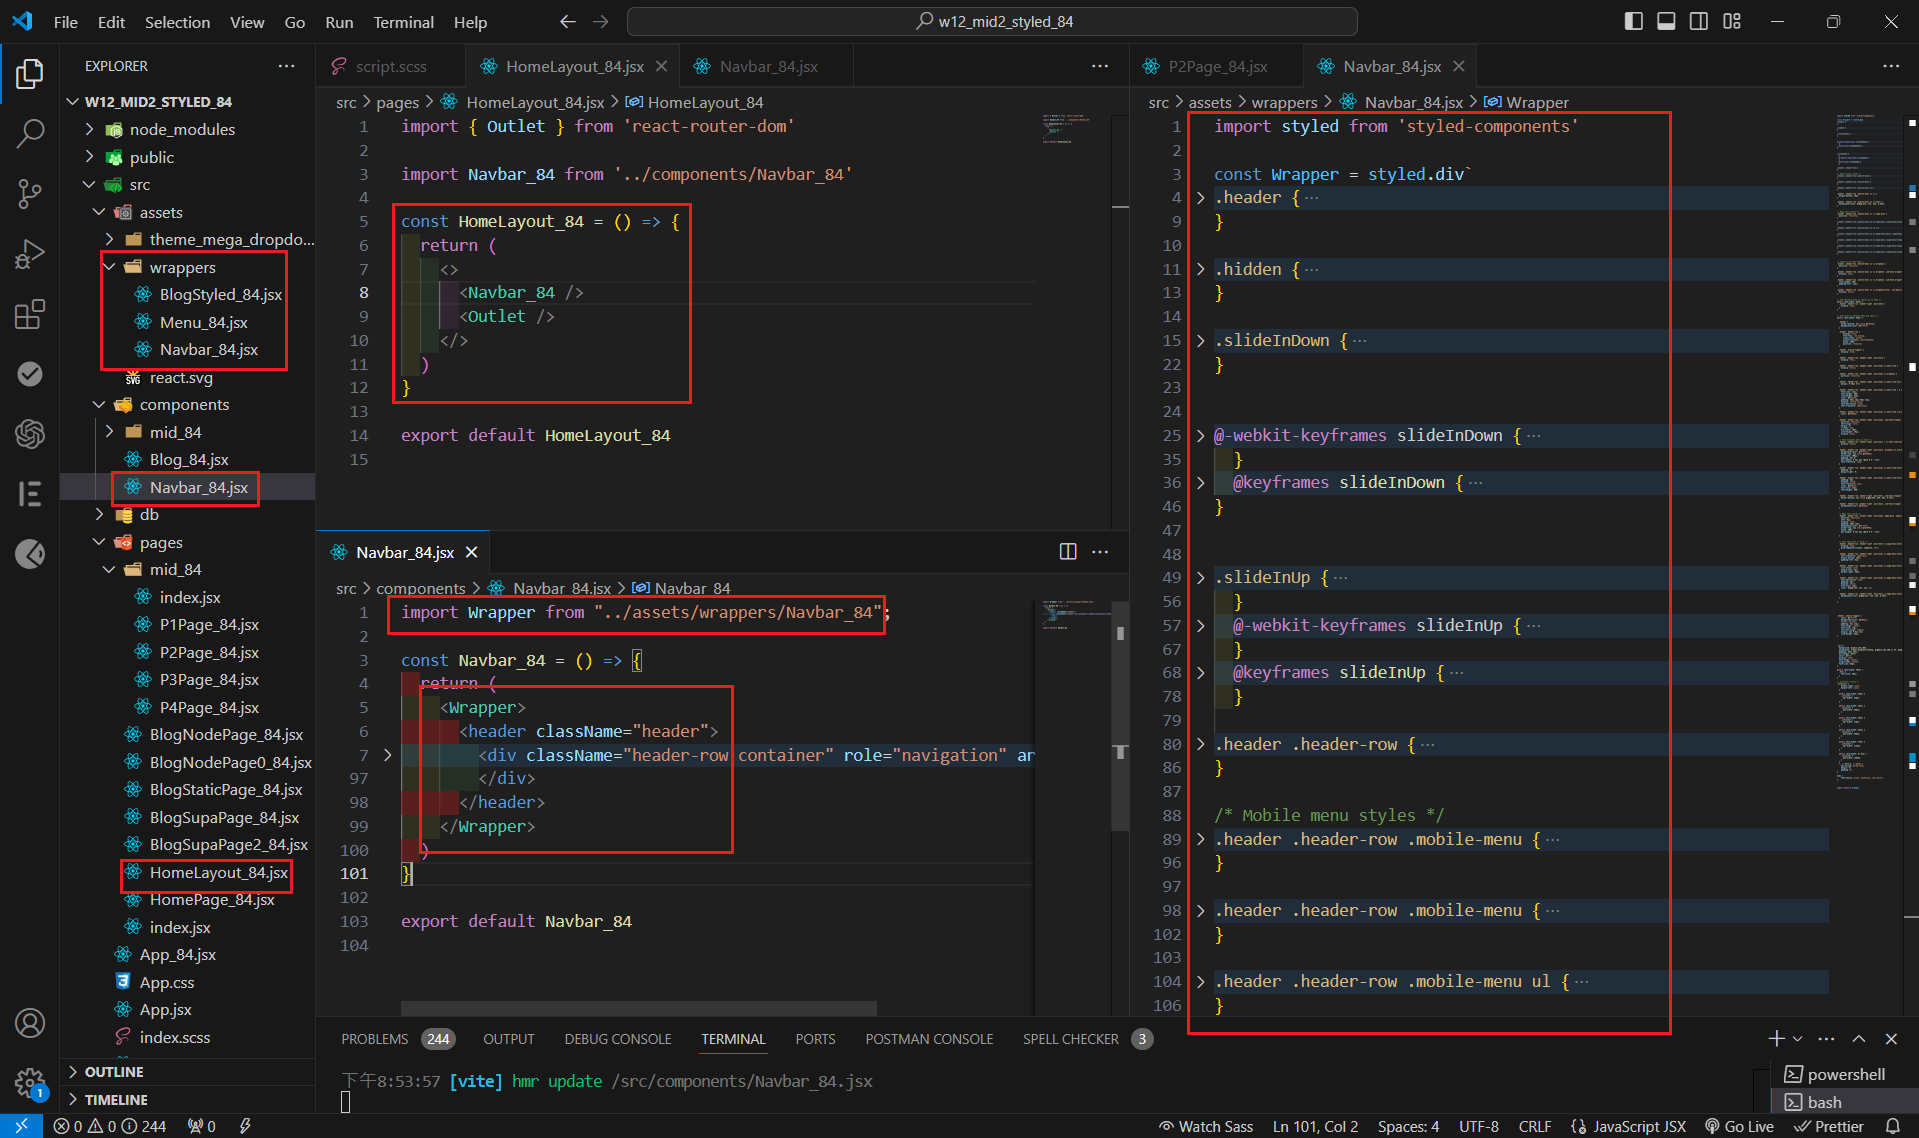 File Edit Selection View Go Run Terminal Help
w12_mid2_styled_84
EXPLORER
W12_MID2_STYLED_84
node_modules
public
src
assets
theme_mega_dropdo...
wrappers
BlogStyled_84.jsx
Menu_84.jsx
Navbar_84.jsx
react.svg
components
mid_84
Blog_84.jsx
Navbar_84.jsx
db
pages
mid_84
index.jsx
P1Page_84.jsx
P2Page_84.jsx
P3Page_84.jsx
P4Page_84.jsx
BlogNodePage_84.jsx
BlogNodePage0_84.jsx
BlogStaticPage_84.jsx
BlogSupaPage_84.jsx
BlogSupaPage2_84.jsx
HomeLayout_84.jsx
HomePage_84.jsx
index.jsx
App_84.jsx
App.css
App.jsx
index.scss
OUTLINE
TIMELINE
script.scss HomeLayout_84.jsx Navbar_84.jsx
src > pages > HomeLayout_84.jsx > HomeLayout_84
1 import { Outlet } from 'react-router-dom'
2
3 import Navbar_84 from '../components/Navbar_84'
4
5 const HomeLayout_84 = () => {
6 return (
7 <>
8 <Navbar_84 />
9 <Outlet />
10 </>
11 )
12 }
13
14 export default HomeLayout_84
15
Navbar_84.jsx
src > components > Navbar_84.jsx > Navbar_84
1 import Wrapper from "../assets/wrappers/Navbar_84";
2
3 const Navbar_84 = () => {
4 return (
5 <Wrapper>
6 <header className="header">
7 <div className="header-row container" role="navigation" ar
97 </div>
98 </header>
99 </Wrapper>
100 )
101 }
102
103 export default Navbar_84
104
P2Page_84.jsx Navbar_84.jsx
src > assets > wrappers > Navbar_84.jsx > Wrapper
1 import styled from 'styled-components'
2
3 const Wrapper = styled.div`
4 .header {···
9 }
10
11 .hidden {···
13 }
14
15 .slideInDown {···
22 }
23
24
25 @-webkit-keyframes slideInDown {···
35 }
36 @keyframes slideInDown {···
46 }
47
48
49 .slideInUp {···
56 }
57 @-webkit-keyframes slideInUp {···
67 }
68 @keyframes slideInUp {···
78 }
79
80 .header .header-row {···
86 }
87
88 /* Mobile menu styles */
89 .header .header-row .mobile-menu {···
96 }
97
98 .header .header-row .mobile-menu {···
102 }
103
104 .header .header-row .mobile-menu ul {···
106 }
PROBLEMS 244 OUTPUT DEBUG CONSOLE TERMINAL PORTS POSTMAN CONSOLE SPELL CHECKER 3
下午8:53:57 [vite] hmr update /src/components/Navbar_84.jsx
powershell
bash
1
0 0 244 0 Watch Sass Ln 101, Col 2 Spaces: 4 UTF-8 CRLF JavaScript JSX Go Live Prettier